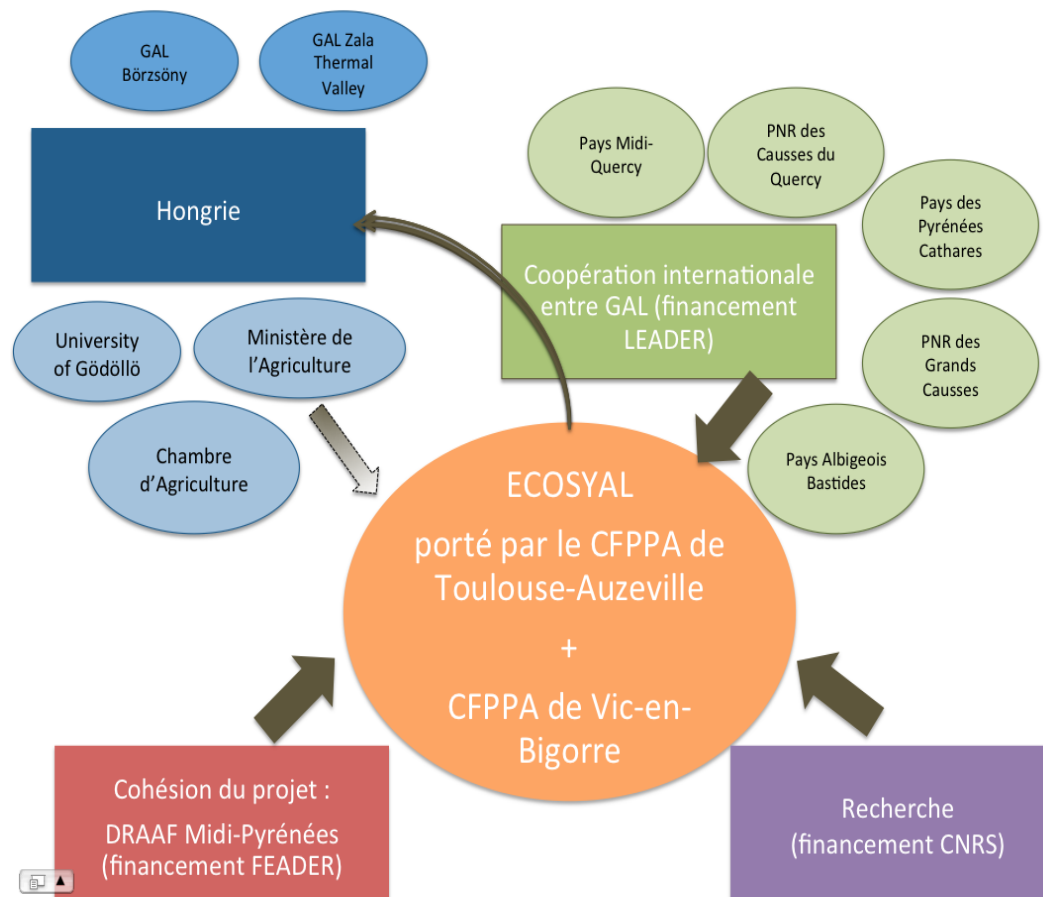 GAL
Börzsöny
GAL Zala
Thermal
Valley
Hongrie
University
of Gödöllö
Ministère de
l'Agriculture
Chambre
d'Agriculture
Pays Midi-
Quercy
PNR des
Causses du
Quercy
Pays des
Pyrénées
Cathares
PNR des
Grands
Causses
Pays Albigeois
Bastides
Coopération internationale
entre GAL (financement
LEADER)
ECOSYAL
porté par le CFPPA de
Toulouse-Auzeville
+
CFPPA de Vic-en-
Bigorre
Cohésion du projet :
DRAAF Midi-Pyrénées
(financement FEADER)
Recherche
(financement CNRS)